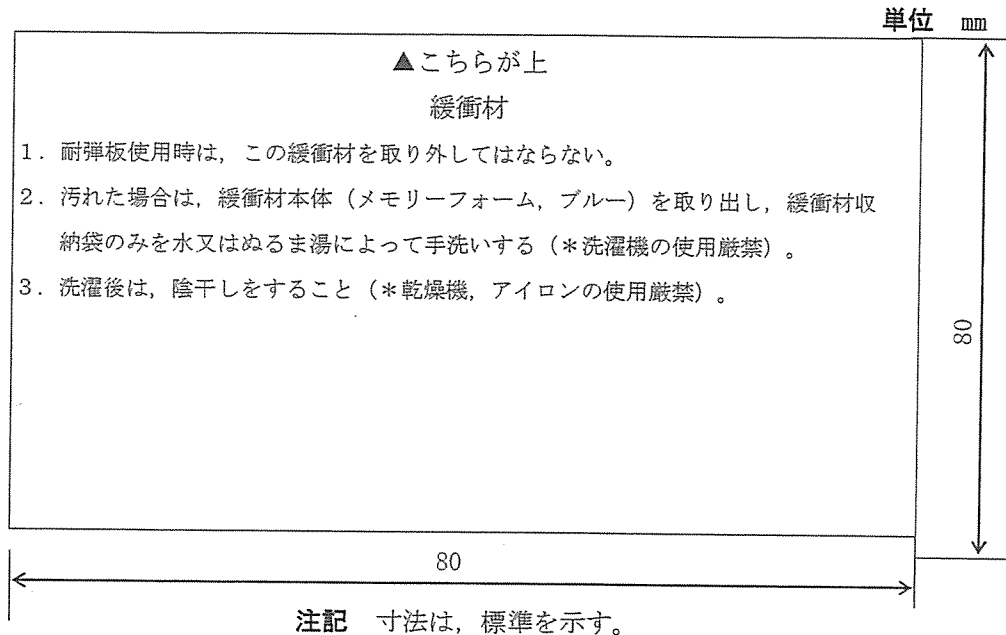 単位 mm
▲こちらが上
緩衝材
1．耐弾板使用時は，この緩衝材を取り外してはならない。
2．汚れた場合は，緩衝材本体（メモリーフォーム，ブルー）を取り出し，緩衝材収
納袋のみを水又はぬるま湯によって手洗いする（＊洗濯機の使用厳禁）。
3．洗濯後は，陰干しをすること（＊乾燥機，アイロンの使用厳禁）。
80
80
注記 寸法は，標準を示す。